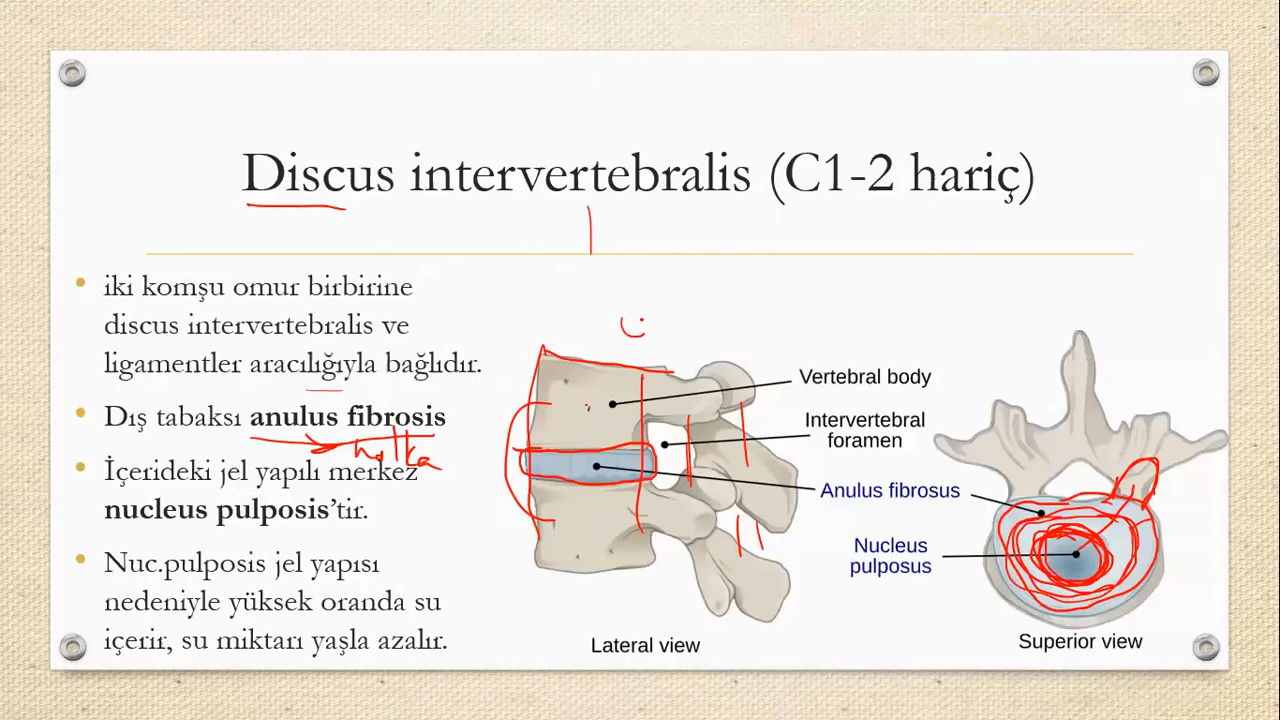 Discus intervertebralis (C1-2 hariç)
• iki komşu omur birbirine
discus intervertebralis ve
ligamentler aracılığıyla bağlıdır.
• Dış tabaksı anulus fibrosis
halka
• İçerideki jel yapılı merkez
nucleus pulposis’tir.
• Nuc.pulposis jel yapısı
nedeniyle yüksek oranda su
içerir, su miktarı yaşla azalır.
Vertebral body
Intervertebral
foramen
Anulus fibrosus
Nucleus
pulposus
Lateral view
Superior view